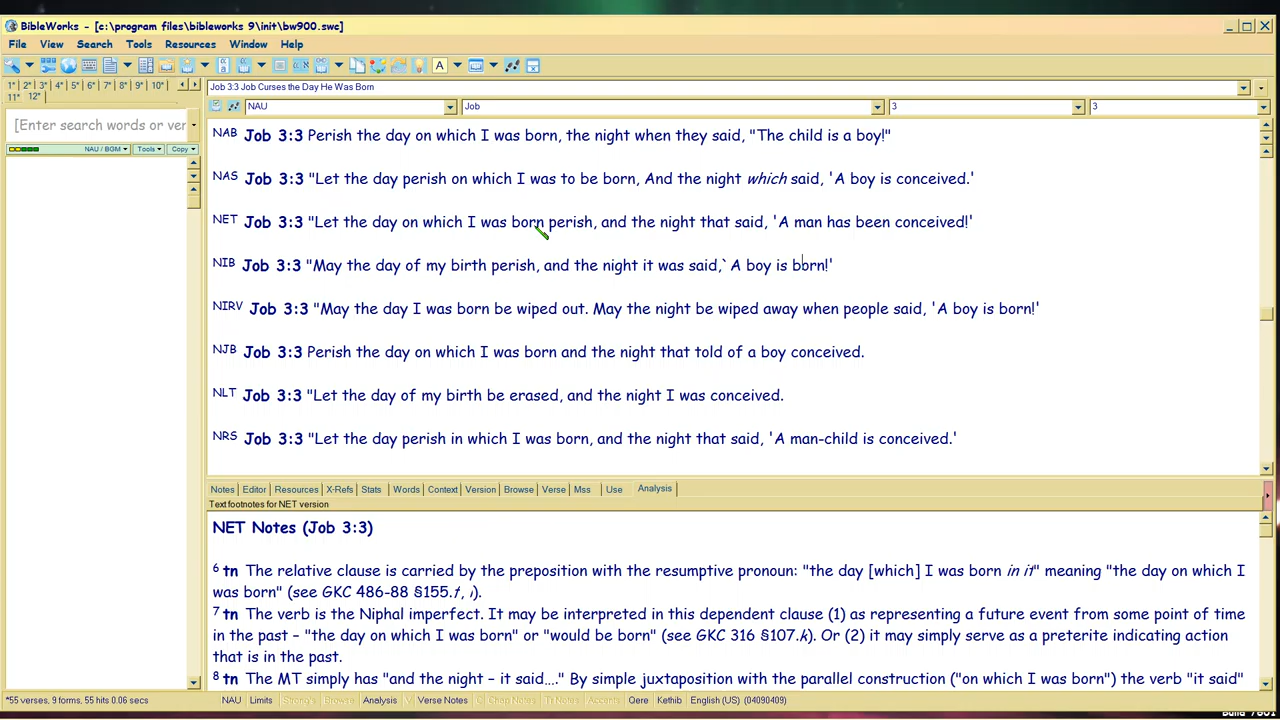 BibleWorks - [c:\program files\bibleworks 9\init\bw900.swc]
File View Search Tools Resources Window Help
1* 2* 3* 4* 5* 6* 7* 8* 9* 10*
11* 12*
Job 3:3 Job Curses the Day He Was Born
NAU Job 3 3
[Enter search words or ver
NAU / BGM Tools Copy
NAB Job 3:3 Perish the day on which I was born, the night when they said, "The child is a boy!"
NAS Job 3:3 "Let the day perish on which I was to be born, And the night which said, 'A boy is conceived.'
NET Job 3:3 "Let the day on which I was born perish, and the night that said, 'A man has been conceived!'
NIB Job 3:3 "May the day of my birth perish, and the night it was said,` A boy is born!'
NIRV Job 3:3 "May the day I was born be wiped out. May the night be wiped away when people said, 'A boy is born!'
NJB Job 3:3 Perish the day on which I was born and the night that told of a boy conceived.
NLT Job 3:3 "Let the day of my birth be erased, and the night I was conceived.
NRS Job 3:3 "Let the day perish in which I was born, and the night that said, 'A man-child is conceived.'
Notes Editor Resources X-Refs Stats Words Context Version Browse Verse Mss Use Analysis
Text footnotes for NET version
NET Notes (Job 3:3)
6 tn The relative clause is carried by the preposition with the resumptive pronoun: "the day [which] I was born in it" meaning "the day on which I
was born" (see GKC 486-88 §155.f, i).
7 tn The verb is the Niphal imperfect. It may be interpreted in this dependent clause (1) as representing a future event from some point of time
in the past – "the day on which I was born" or "would be born" (see GKC 316 §107.k). Or (2) it may simply serve as a preterite indicating action
that is in the past.
8 tn The MT simply has "and the night – it said...." By simple juxtaposition with the parallel construction ("on which I was born") the verb "it said"
*55 verses, 9 forms, 55 hits 0.06 secs NAU Limits Strong's Browse Analysis V Verse Notes C Chap Notes T Accents Qere Kethib English (US) (04090409)